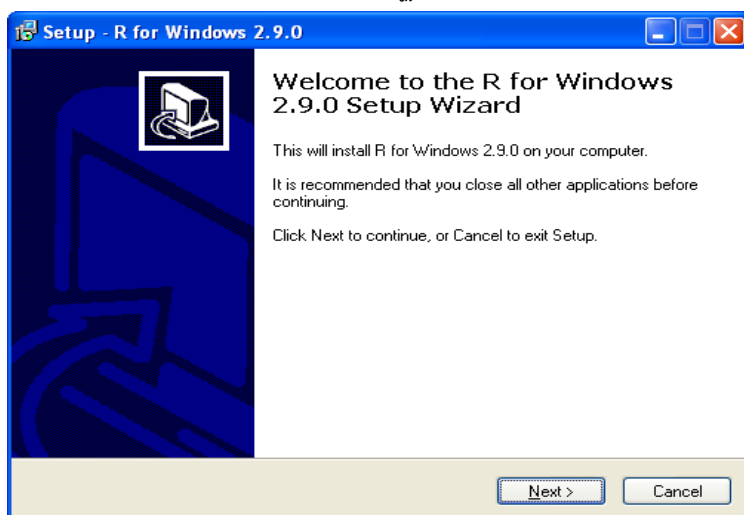 Setup - R for Windows 2.9.0
Welcome to the R for Windows
2.9.0 Setup Wizard
This will install R for Windows 2.9.0 on your computer.
It is recommended that you close all other applications before
continuing.
Click Next to continue, or Cancel to exit Setup.
Next >
Cancel